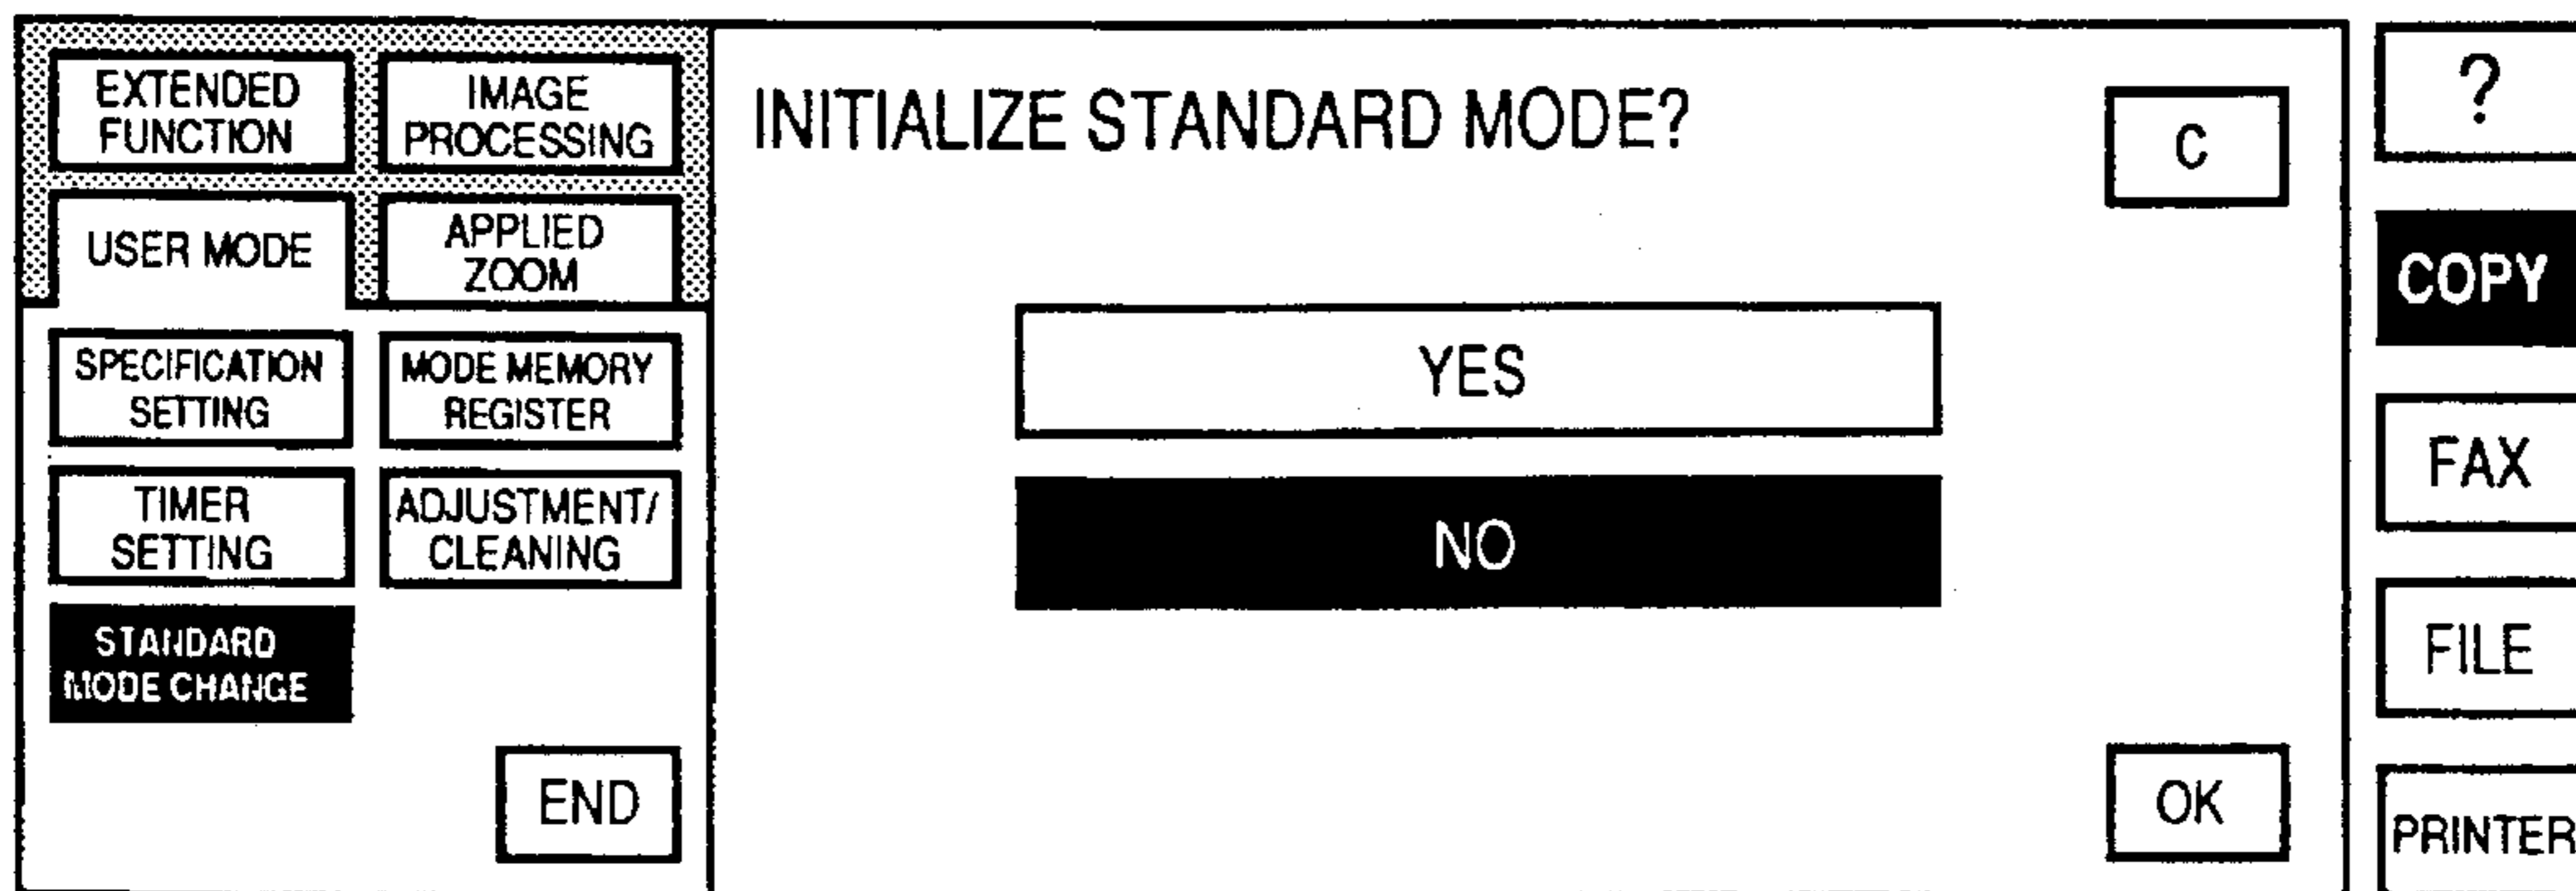 EXTENDED
FUNCTION
IMAGE
PROCESSING
USER MODE
APPLIED
ZOOM
SPECIFICATION
SETTING
MODE MEMORY
REGISTER
TIMER
SETTING
ADJUSTMENT/
CLEANING
STANDARD
MODE CHANGE
END
INITIALIZE STANDARD MODE?
C
YES
NO
OK
?
COPY
FAX
FILE
PRINTER